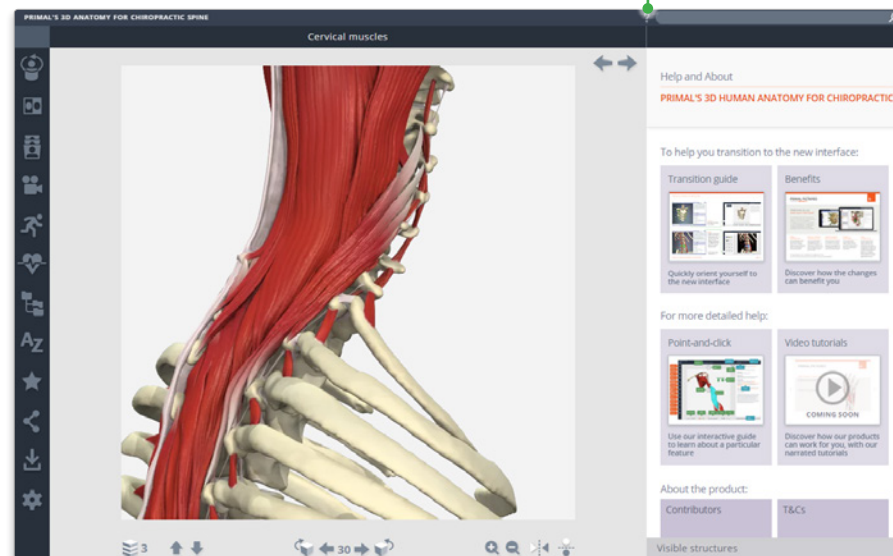 PRIMAL'S 3D ANATOMY FOR CHIROPRACTIC SPINE
Cervical muscles
Help and About
PRIMAL'S 3D HUMAN ANATOMY FOR CHIROPRACTIC
To help you transition to the new interface:
Transition guide
Quickly orient yourself to
the new interface
Benefits
Discover how the changes
can benefit you
For more detailed help:
Point-and-click
Use our interactive guide
to learn about a particular
feature
Video tutorials
COMING SOON
Discover how our products
can work for you, with our
narrated tutorials
About the product:
Contributors
T&Cs
AZ
3
30
Visible structures